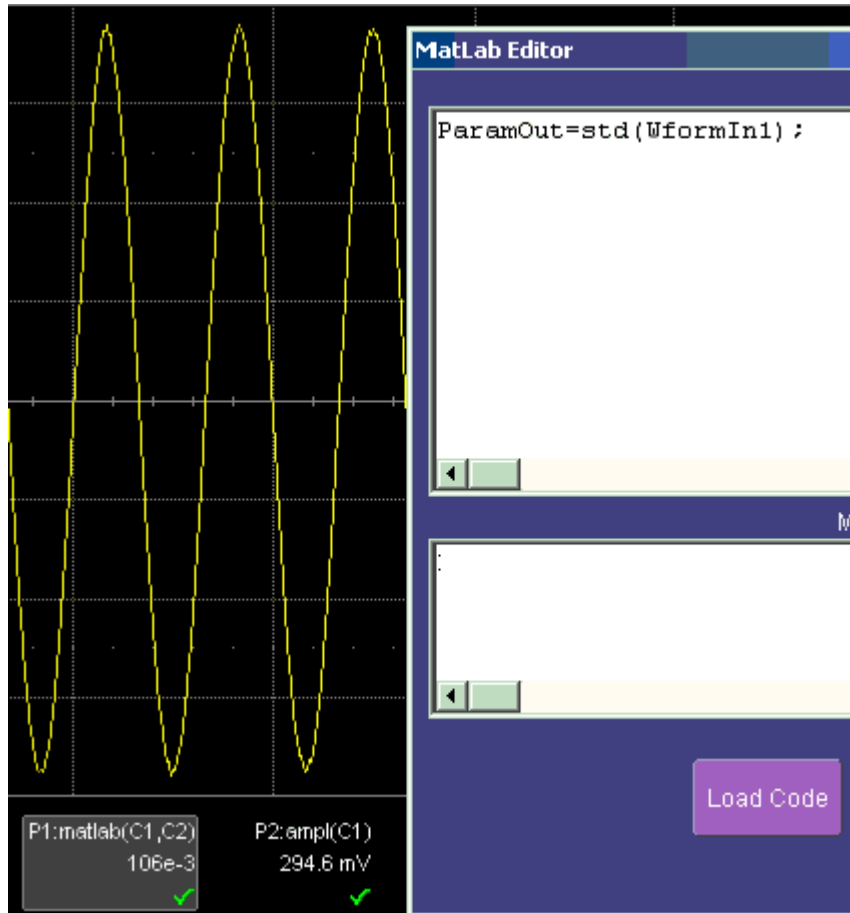 MatLab Editor
ParamOut=std(WformIn1);
M
:
Load Code
P1:matlab(C1,C2)
106e-3
P2:ampl(C1)
294.6 mV